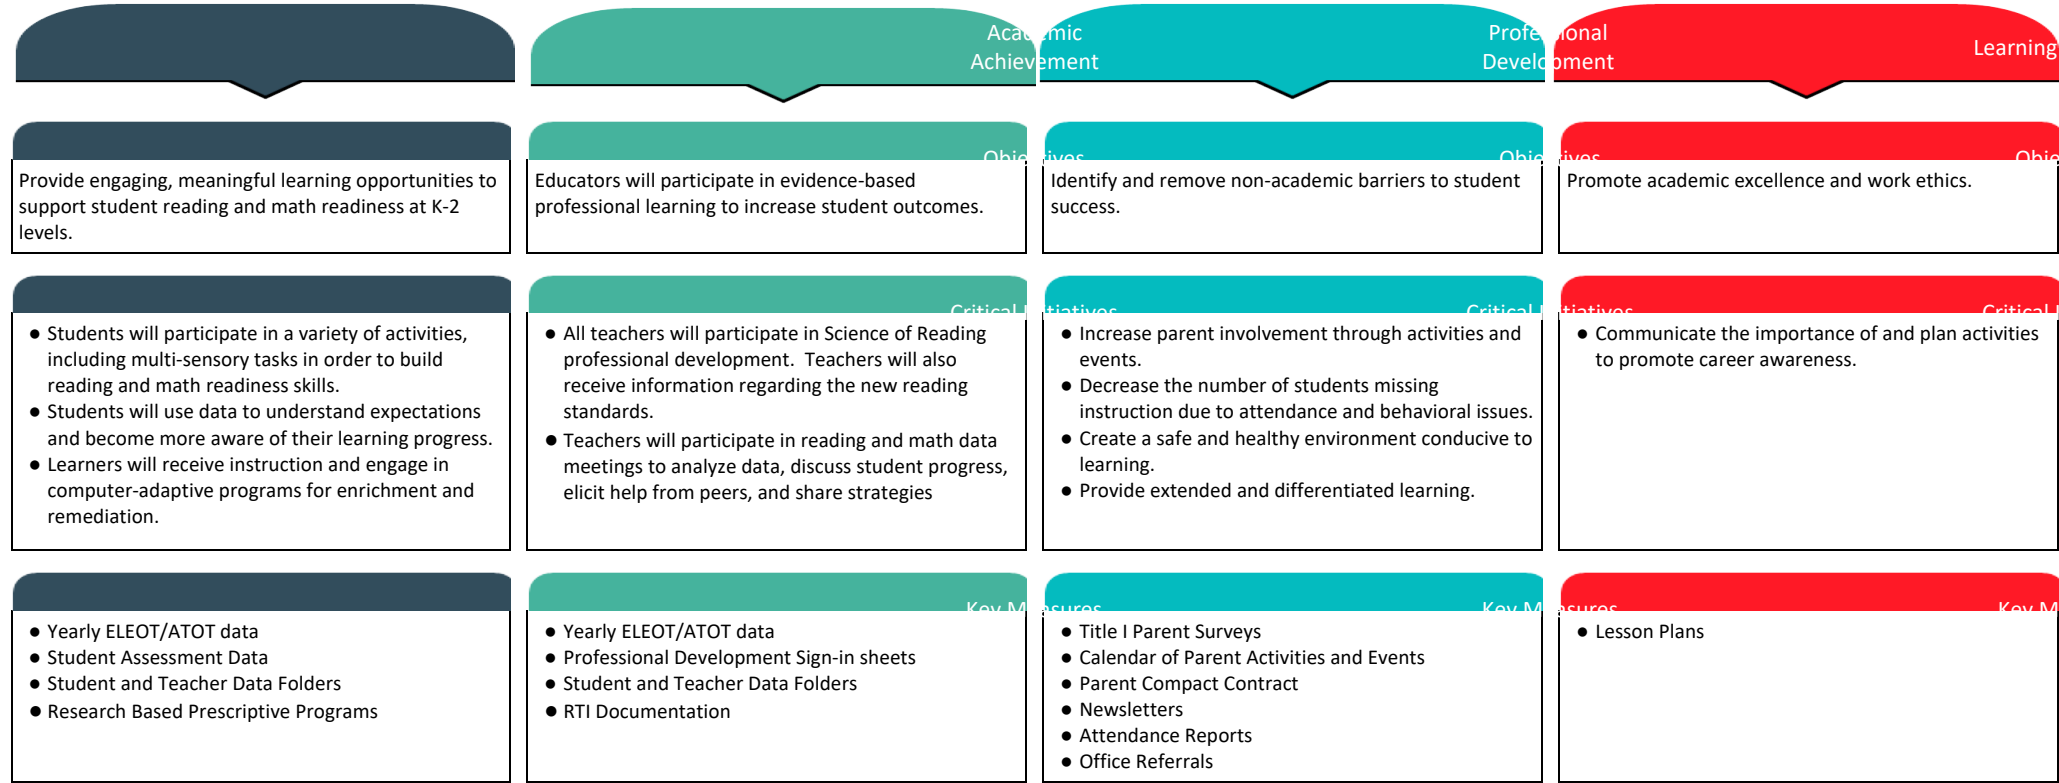 Academic
Achievement
Professional
Development
Learning
Objectives
Objectives
Provide engaging, meaningful learning opportunities to
support student reading and math readiness at K-2
levels.
Educators will participate in evidence-based
professional learning to increase student outcomes.
Identify and remove non-academic barriers to student
success.
Promote academic excellence and work ethics.
Critical Initiatives
Critical Initiatives
Critical
● Students will participate in a variety of activities,
including multi-sensory tasks in order to build
reading and math readiness skills.
● Students will use data to understand expectations
and become more aware of their learning progress.
● Learners will receive instruction and engage in
computer-adaptive programs for enrichment and
remediation.
● All teachers will participate in Science of Reading
professional development. Teachers will also
receive information regarding the new reading
standards.
● Teachers will participate in reading and math data
meetings to analyze data, discuss student progress,
elicit help from peers, and share strategies
● Increase parent involvement through activities and
events.
● Decrease the number of students missing
instruction due to attendance and behavioral issues.
● Create a safe and healthy environment conducive to
learning.
● Provide extended and differentiated learning.
● Communicate the importance of and plan activities
to promote career awareness.
Key Measures
Key Measures
Key
● Yearly ELEOT/ATOT data
● Student Assessment Data
● Student and Teacher Data Folders
● Research Based Prescriptive Programs
● Yearly ELEOT/ATOT data
● Professional Development Sign-in sheets
● Student and Teacher Data Folders
● RTI Documentation
● Title I Parent Surveys
● Calendar of Parent Activities and Events
● Parent Compact Contract
● Newsletters
● Attendance Reports
● Office Referrals
● Lesson Plans